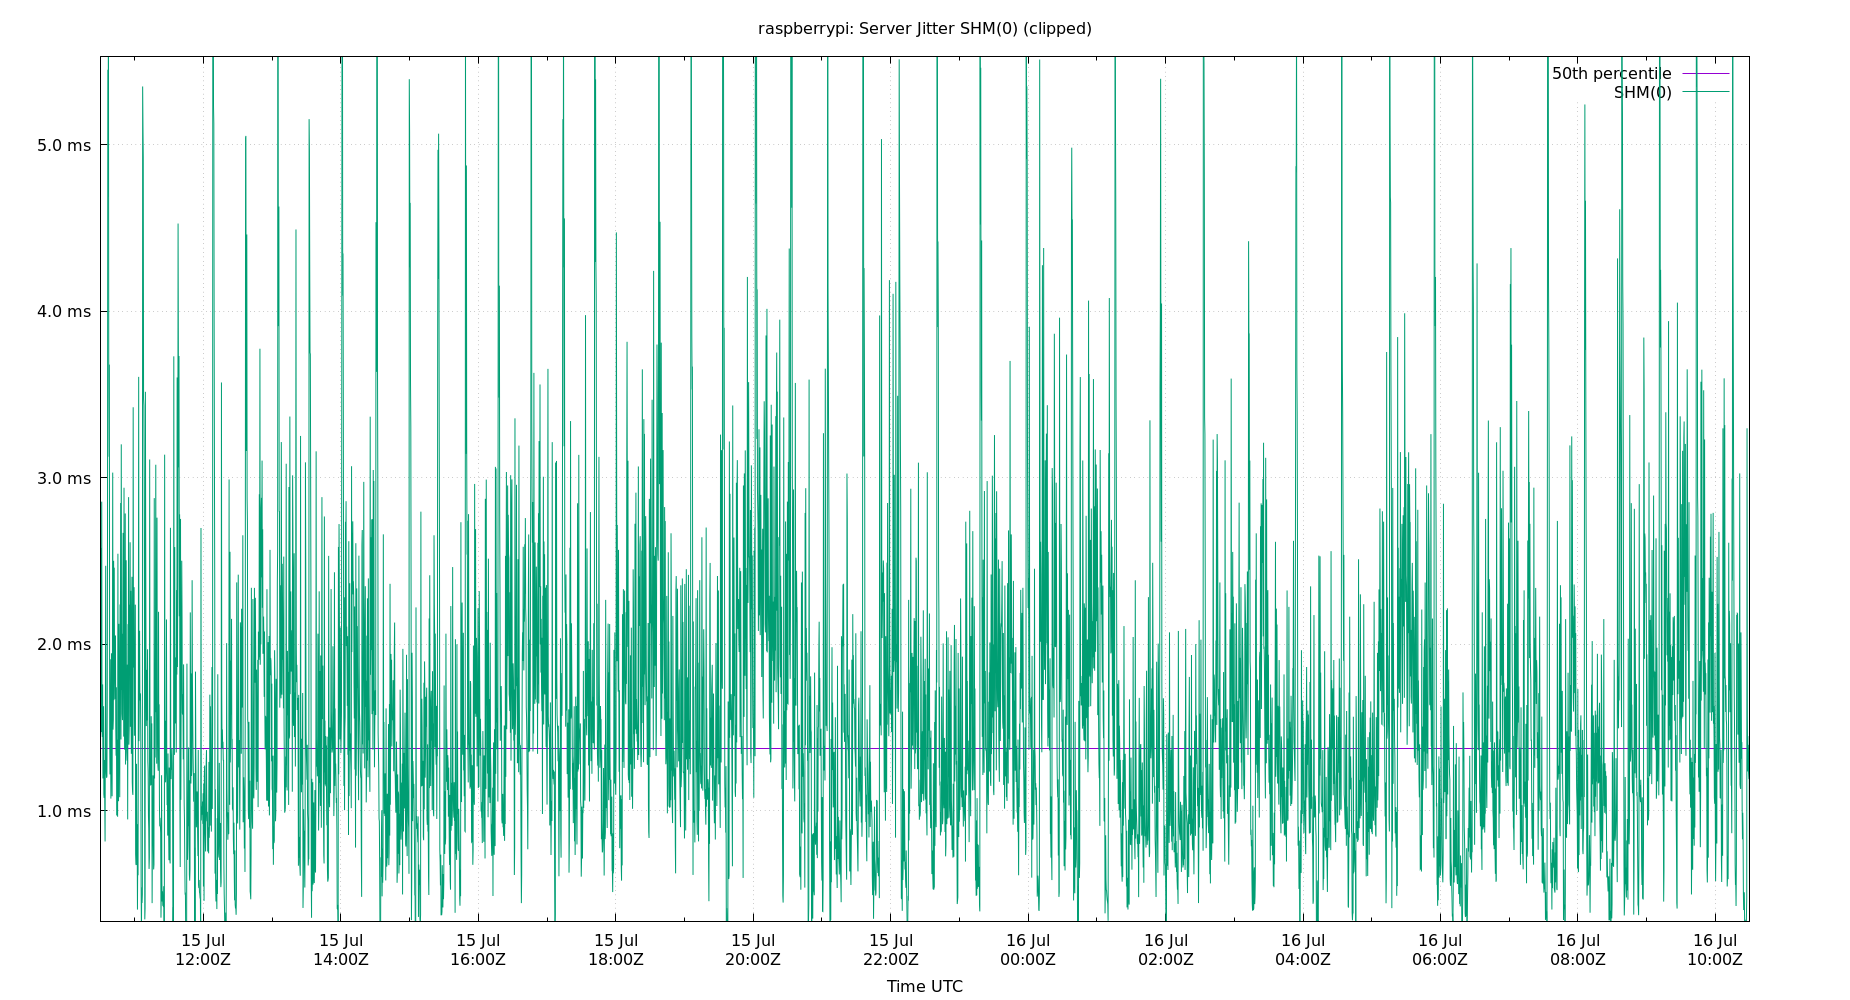 raspberrypi: Server Jitter SHM(0) (clipped)
50th percentile
SHM(0)
5.0 ms
4.0 ms
3.0 ms
2.0 ms
1.0 ms
15 Jul 15 Jul 15 Jul 15 Jul 15 Jul 15 Jul 16 Jul 16 Jul 16 Jul 16 Jul 16 Jul 16 Jul
12:00Z 14:00Z 16:00Z 18:00Z 20:00Z 22:00Z 00:00Z 02:00Z 04:00Z 06:00Z 08:00Z 10:00Z
Time UTC